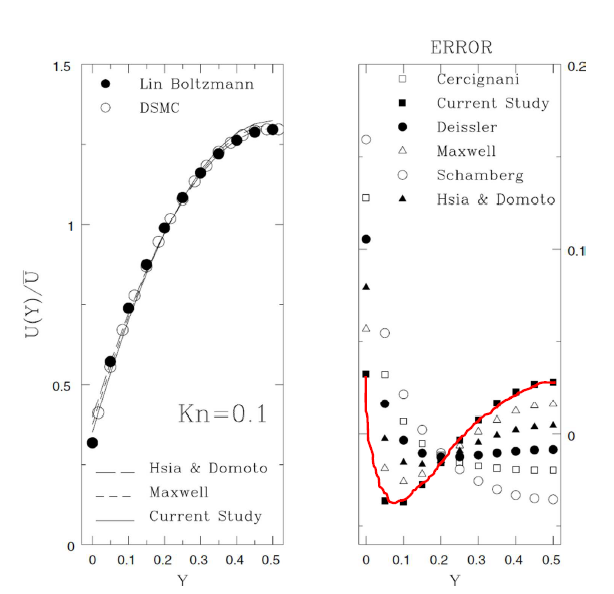 ERROR
1.5
Lin Boltzmann
DSMC
1
0.5
0
U(Y)/U
Kn=0.1
Hsia & Domoto
Maxwell
Current Study
0 0.1 0.2 0.3 0.4 0.5
Y
0.2
Cercignani
Current Study
Deissler
Maxwell
Schamberg
Hsia & Domoto
0.1
0
0 0.1 0.2 0.3 0.4 0.5
Y